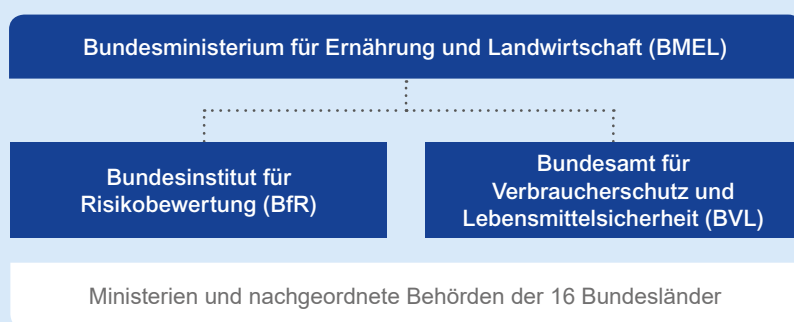 Bundesministerium für Ernährung und Landwirtschaft (BMEL)
Bundesinstitut für
Risikobewertung (BfR)
Bundesamt für
Verbraucherschutz und
Lebensmittelsicherheit (BVL)
Ministerien und nachgeordnete Behörden der 16 Bundesländer